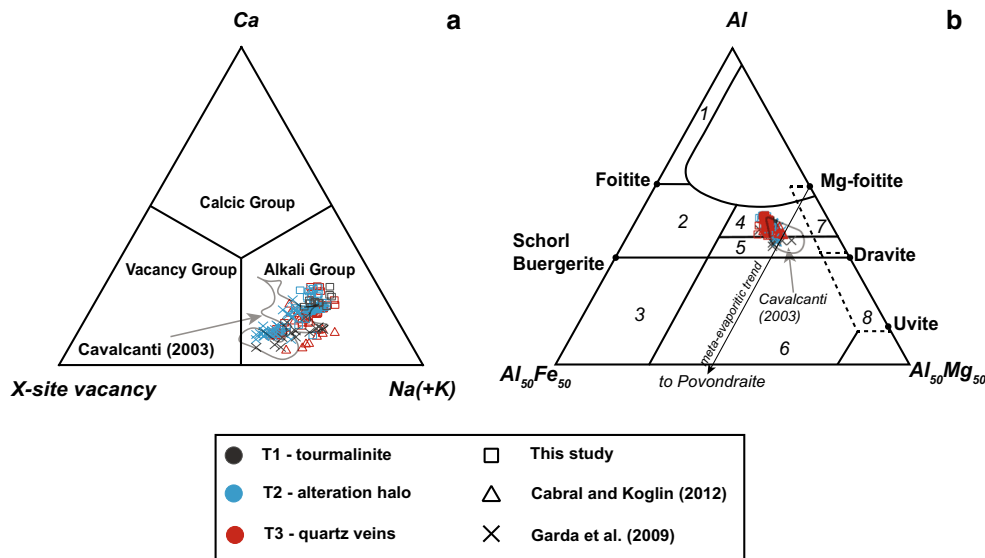 Ca
a
Calcic Group
Vacancy Group
Alkali Group
Cavalcanti (2003)
X-site vacancy
Na(+K)
Al
b
1
Foitite
Mg-foitite
2
4
7
Schorl
Buergerite
5
Dravite
Cavalcanti
(2003)
meta-evaporitic trend
3
8
Uvite
6
Al50Fe50
to Povondraite
Al50Mg50
T1 - tourmalinite
This study
T2 - alteration halo
Cabral and Koglin (2012)
T3 - quartz veins
Garda et al. (2009)